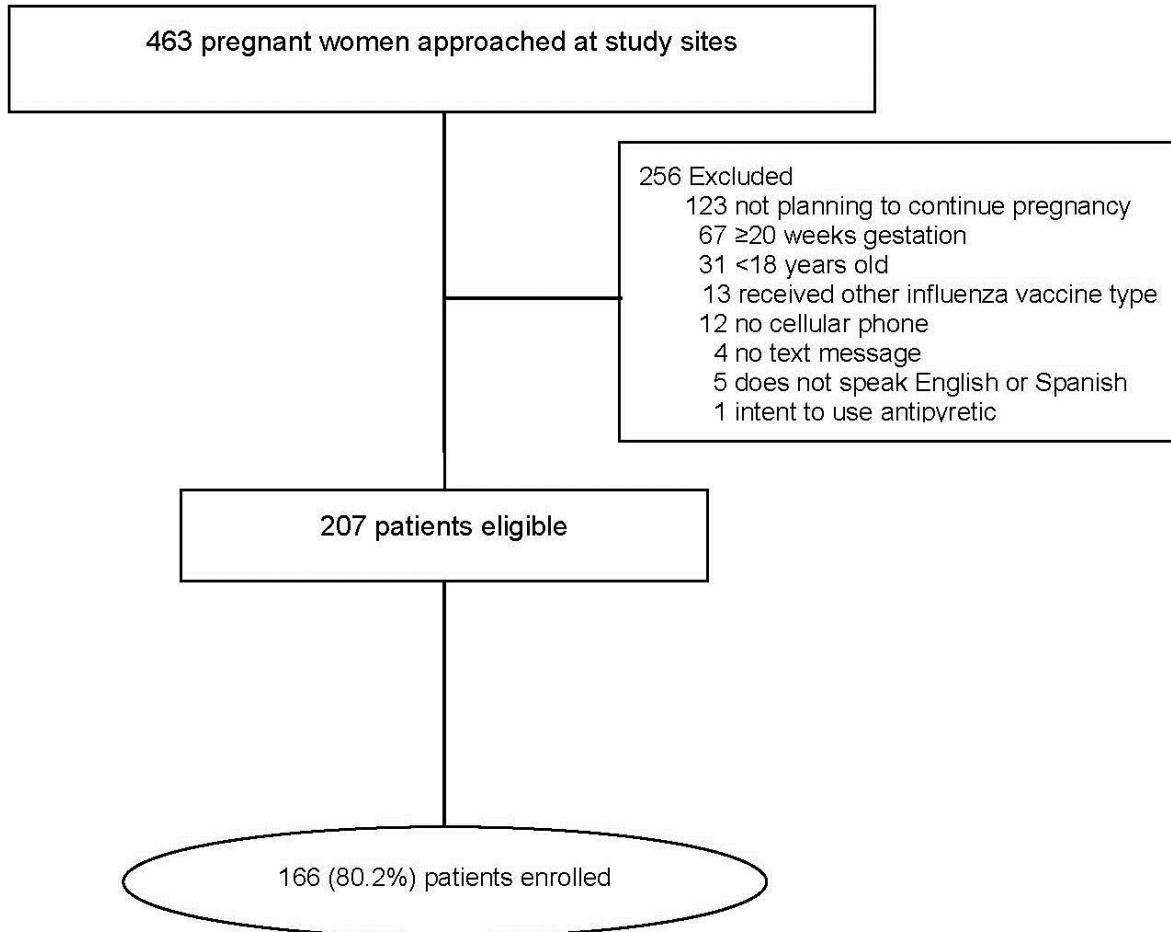 463 pregnant women approached at study sites
256 Excluded
123 not planning to continue pregnancy
67 ≥20 weeks gestation
31 <18 years old
13 received other influenza vaccine type
12 no cellular phone
4 no text message
5 does not speak English or Spanish
1 intent to use antipyretic
207 patients eligible
166 (80.2%) patients enrolled